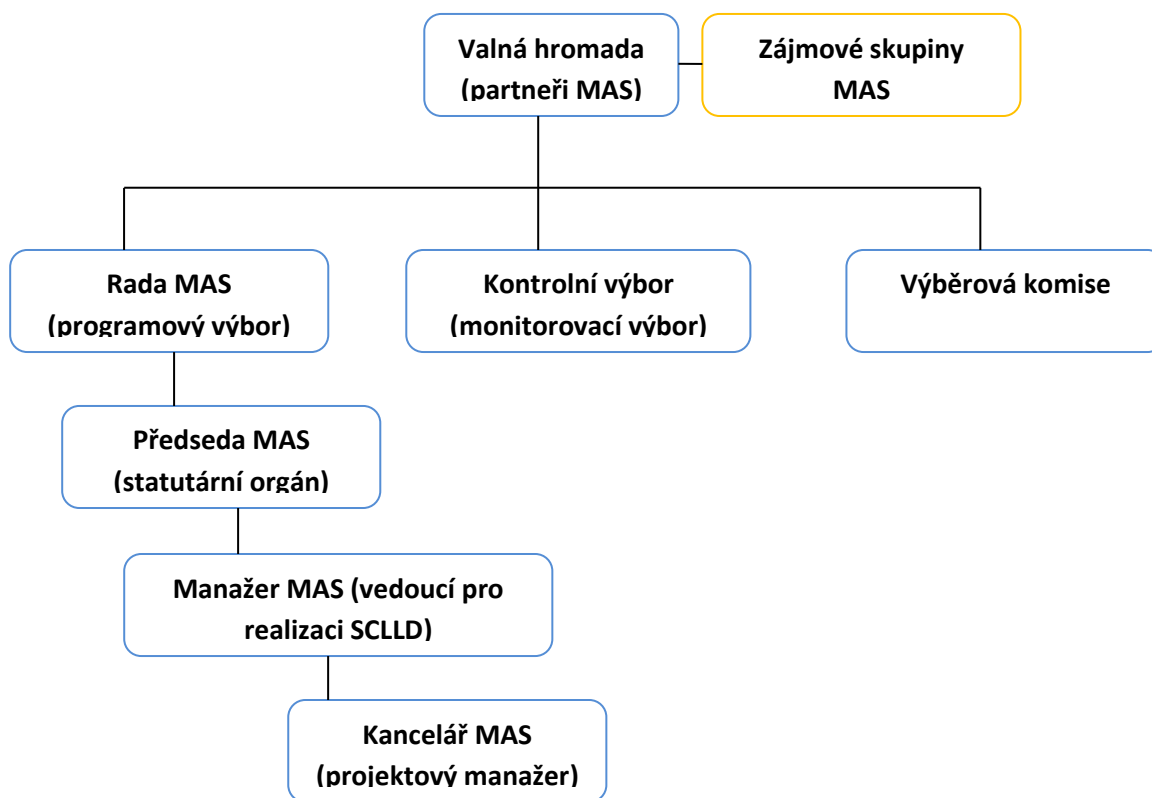 Valná hromada
(partneři MAS)
Zájmové skupiny
MAS
Rada MAS
(programový výbor)
Kontrolní výbor
(monitorovací výbor)
Výběrová komise
Předseda MAS
(statutární orgán)
Manažer MAS (vedoucí pro
realizaci SCLLD)
Kancelář MAS
(projektový manažer)